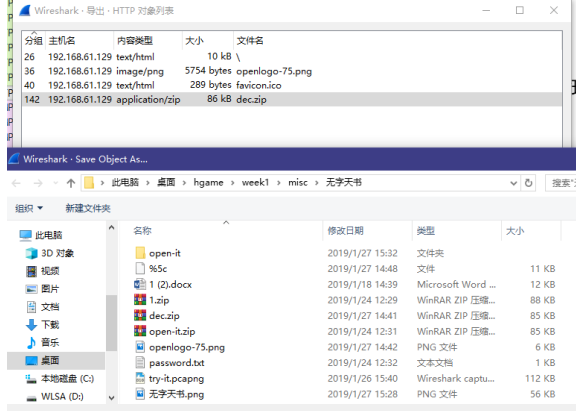 Wireshark · 导出 · HTTP 对象列表
分组 主机名 内容类型 大小 文件名
26 192.168.61.129 text/html 10 kB \
36 192.168.61.129 image/png 5754 bytes openlogo-75.png
40 192.168.61.129 text/html 289 bytes favicon.ico
142 192.168.61.129 application/zip 86 kB dec.zip
Wireshark · Save Object As...
此电脑 › 桌面 › hgame › week1 › misc › 无字天书 搜索"
组织 新建文件夹
名称 修改日期 类型 大小
此电脑
3D 对象
视频
图片
文档
下载
音乐
桌面
本地磁盘 (C:)
WLSA (D:)
open-it 2019/1/27 15:32 文件夹
%5c 2019/1/27 14:48 文件 11 KB
1 (2).docx 2019/1/18 14:39 Microsoft Word ... 12 KB
1.zip 2019/1/24 12:29 WinRAR ZIP 压缩... 88 KB
dec.zip 2019/1/27 14:41 WinRAR ZIP 压缩... 85 KB
open-it.zip 2019/1/24 12:31 WinRAR ZIP 压缩... 85 KB
openlogo-75.png 2019/1/27 14:42 PNG 文件 6 KB
password.txt 2019/1/24 12:32 文本文档 1 KB
try-it.pcapng 2019/1/26 15:40 Wireshark captu... 112 KB
无字天书.png 2019/1/27 15:28 PNG 文件 56 KB